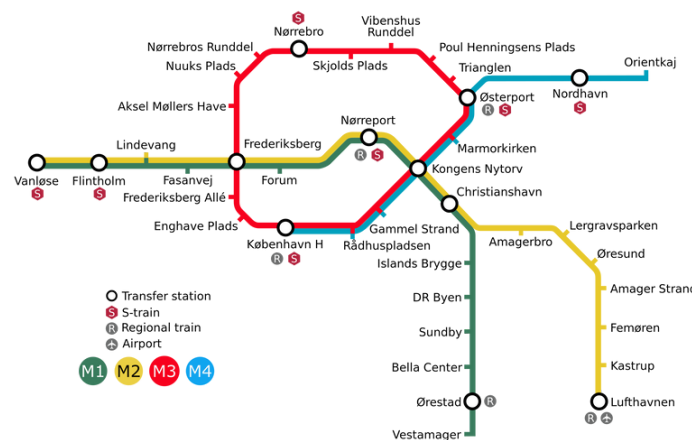 Nørrebro
Vibenshus
Runddel
Nørrebros Runddel
Nuuks Plads
Skjolds Plads
Poul Henningsens Plads
Trianglen
Orientkaj
Aksel Møllers Have
Østerport
R S
Nordhavn
S
Lindevang
Frederiksberg
Nørreport
R S
Marmorkirken
Kongens Nytorv
Vanløse
S
Flintholm
S
Fasanvej
Forum
Christianshavn
Frederiksberg Allé
Enghave Plads
København H
R S
Gammel Strand
Rådhuspladsen
Amagerbro
Lergravsparken
Øresund
Islands Brygge
DR Byen
Amager Strand
Sundby
Femøren
Bella Center
Kastrup
Ørestad
R
Lufthavnen
R
Vestamager
Transfer station
S S-train
R Regional train
Airport
M1 M2 M3 M4
S